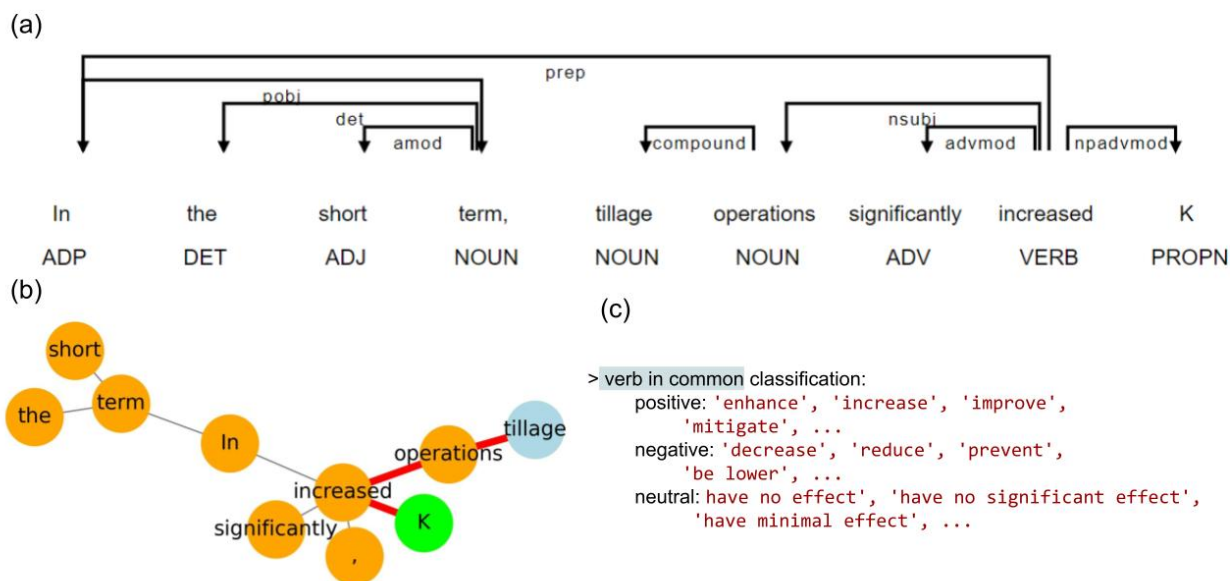 (a)
prep
pobj
nsubj
det
amod
compound
advmod
npadvmod
In the short term, tillage operations significantly increased K
ADP DET ADJ NOUN NOUN NOUN ADV VERB PROPN
(b)
short
the
term
In
increased
significantly
,
operations
tillage
K
(c)
> verb in common classification:
positive: 'enhance', 'increase', 'improve',
'mitigate', ...
negative: 'decrease', 'reduce', 'prevent',
'be lower', ...
neutral: have no effect', 'have no significant effect',
'have minimal effect', ...